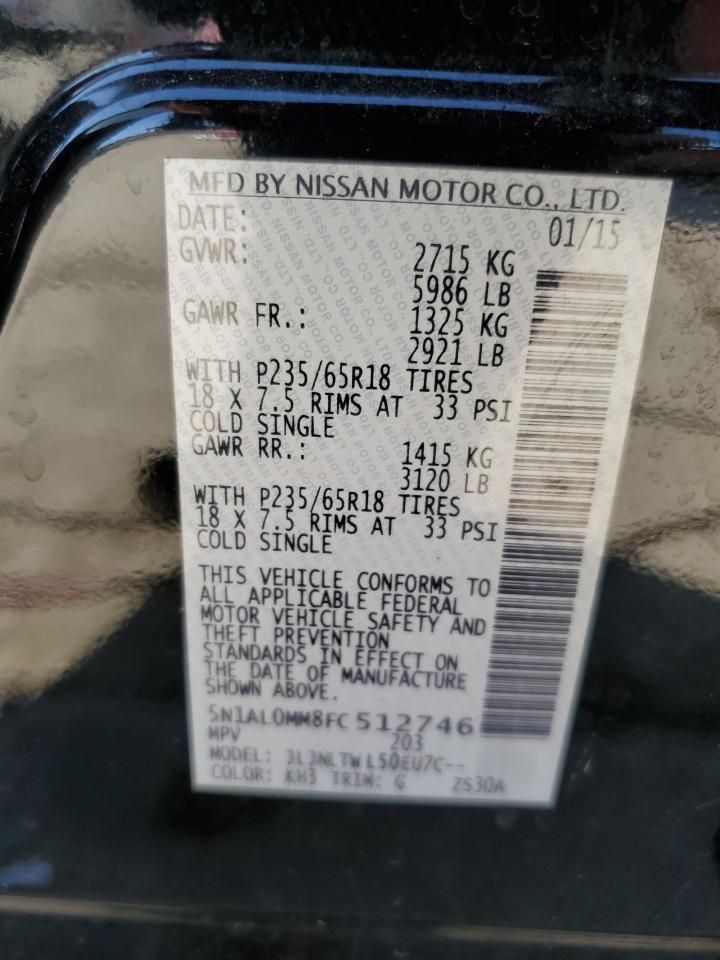 MFD BY NISSAN MOTOR CO., LTD.
DATE: 01/15
GVWR: 2715 KG
5986 LB
GAWR FR.: 1325 KG
2921 LB
WITH P235/65R18 TIRES
18 X 7.5 RIMS AT 33 PSI
COLD SINGLE
GAWR RR.: 1415 KG
3120 LB
WITH P235/65R18 TIRES
18 X 7.5 RIMS AT 33 PSI
COLD SINGLE
THIS VEHICLE CONFORMS TO
ALL APPLICABLE FEDERAL
MOTOR VEHICLE SAFETY AND
THEFT PREVENTION
STANDARDS IN EFFECT ON
THE DATE OF MANUFACTURE
SHOWN ABOVE.
5N1AL0MM8FC 512746
MPV 203
MODEL:
COLOR: KH3 TRIM: G ZS30A